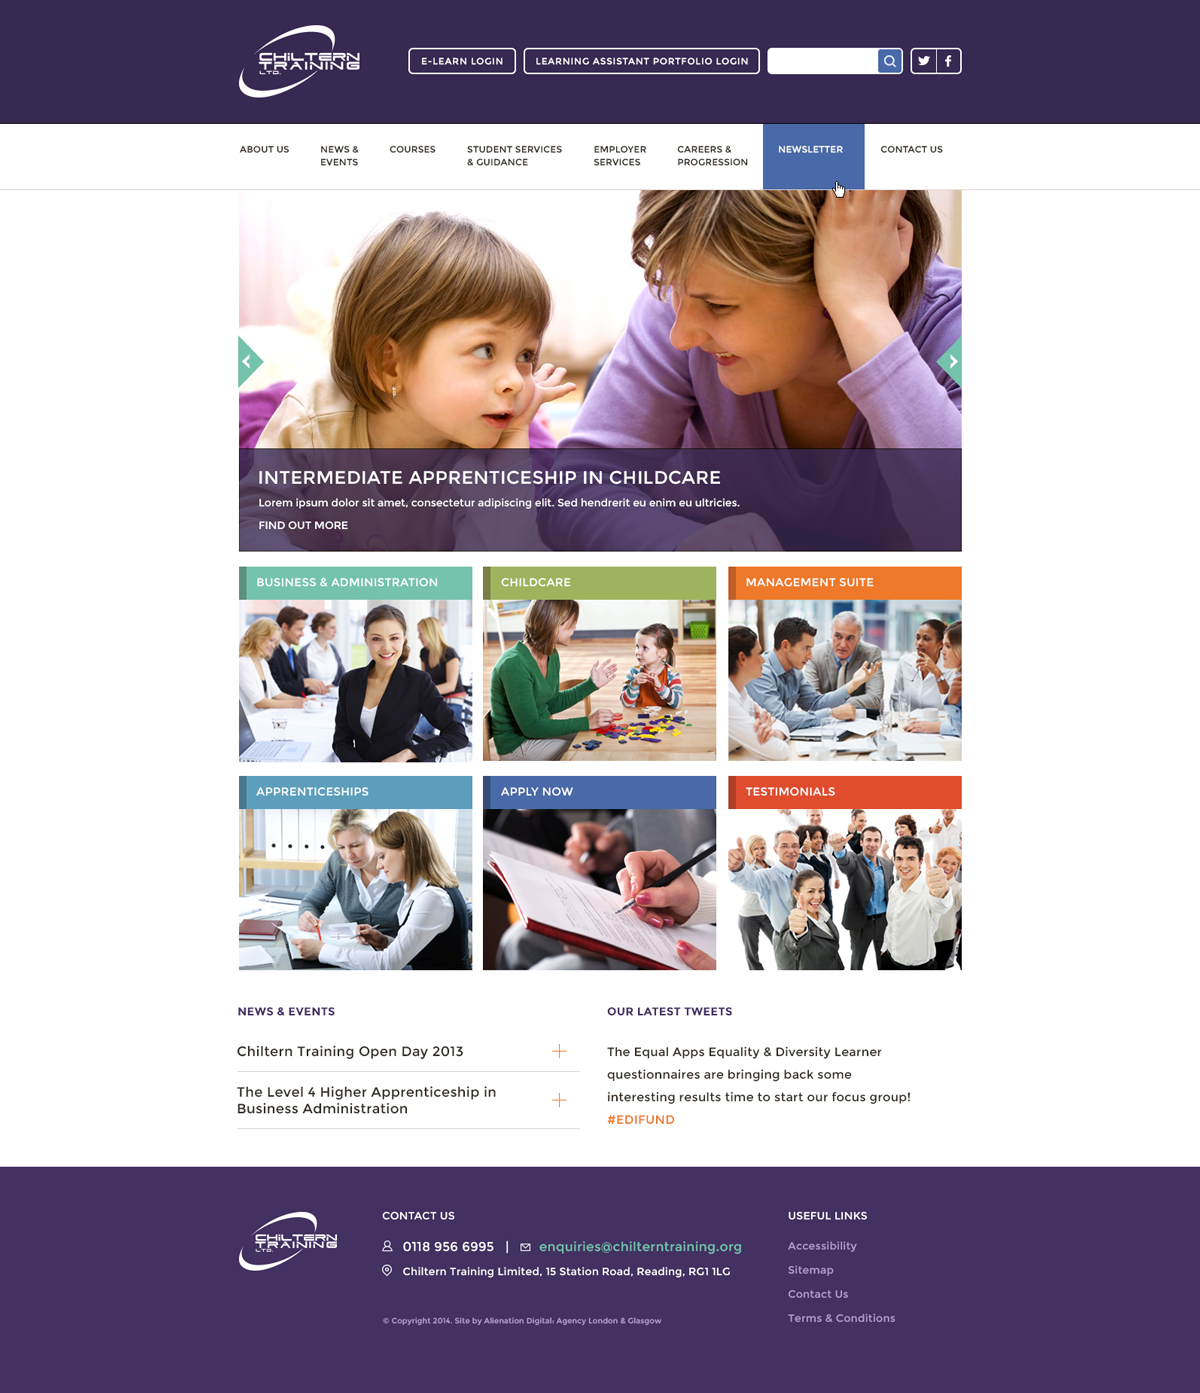 CHILTERN
TRAINING
LTD.
E-LEARN LOGIN
LEARNING ASSISTANT PORTFOLIO LOGIN
ABOUT US
NEWS &
EVENTS
COURSES
STUDENT SERVICES
& GUIDANCE
EMPLOYER
SERVICES
CAREERS &
PROGRESSION
NEWSLETTER
CONTACT US
INTERMEDIATE APPRENTICESHIP IN CHILDCARE
Lorem ipsum dolor sit amet, consectetur adipiscing elit. Sed hendrerit eu enim eu ultricies.
FIND OUT MORE
BUSINESS & ADMINISTRATION
CHILDCARE
MANAGEMENT SUITE
APPRENTICESHIPS
APPLY NOW
TESTIMONIALS
NEWS & EVENTS
Chiltern Training Open Day 2013
The Level 4 Higher Apprenticeship in
Business Administration
OUR LATEST TWEETS
The Equal Apps Equality & Diversity Learner
questionnaires are bringing back some
interesting results time to start our focus group!
#EDIFUND
CHILTERN
TRAINING
LTD.
CONTACT US
0118 956 6995 | enquiries@chilterntraining.org
Chiltern Training Limited, 15 Station Road, Reading, RG1 1LG
© Copyright 2014. Site by Alienation Digital: Agency London & Glasgow
USEFUL LINKS
Accessibility
Sitemap
Contact Us
Terms & Conditions